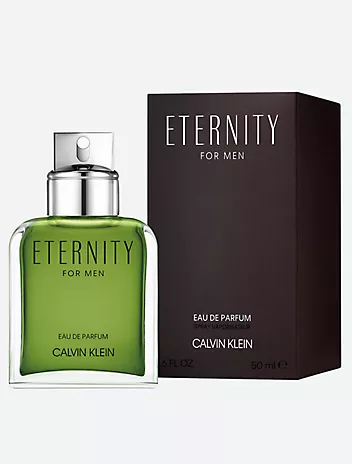 ETERNITY
FOR MEN
EAU DE PARFUM
CALVIN KLEIN
ETERNITY
FOR MEN
EAU DE PARFUM
SPRAY VAPORISATEUR
CALVIN KLEIN
FL OZ
50 ml ℮